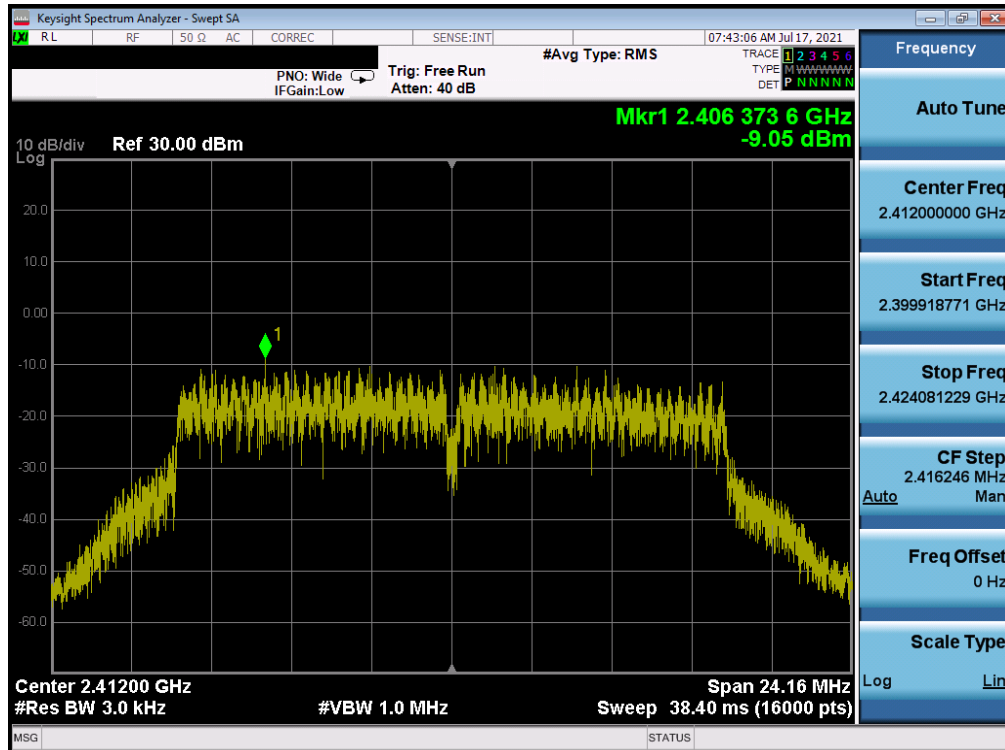 Keysight Spectrum Analyzer - Swept SA
LXI RL RF 50 Ω AC CORREC SENSE:INT 07:43:06 AM Jul 17, 2021
#Avg Type: RMS TRACE 1 2 3 4 5 6
PNO: Wide Trig: Free Run TYPE M WWWWW
IFGain:Low Atten: 40 dB DET P N N N N N
Mkr1 2.406 373 6 GHz
-9.05 dBm
10 dB/div Ref 30.00 dBm
Log
20.0
10.0
0.00
1
-10.0
-20.0
-30.0
-40.0
-50.0
-60.0
Center 2.41200 GHz Span 24.16 MHz
#Res BW 3.0 kHz #VBW 1.0 MHz Sweep 38.40 ms (16000 pts)
MSG STATUS
Frequency
Auto Tune
Center Freq
2.412000000 GHz
Start Freq
2.399918771 GHz
Stop Freq
2.424081229 GHz
CF Step
2.416246 MHz
Auto Man
Freq Offset
0 Hz
Scale Type
Log Lin